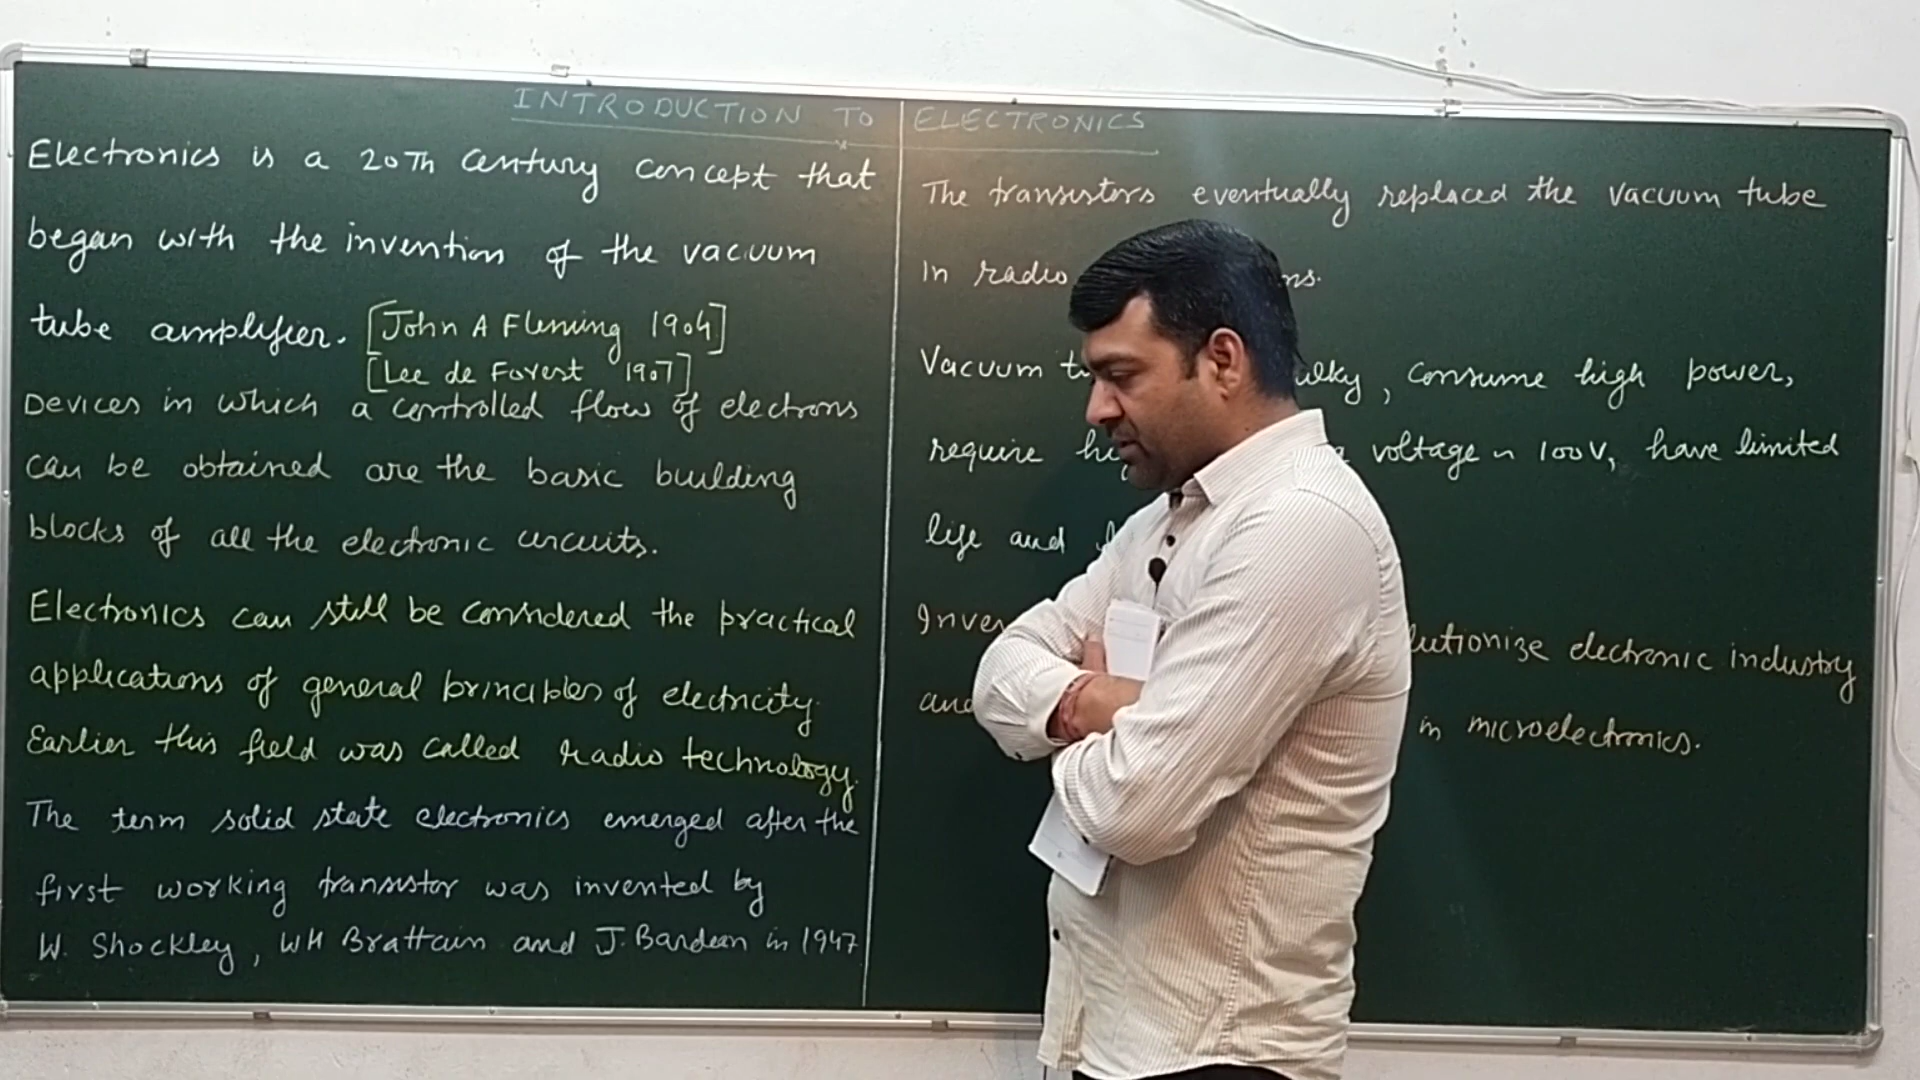 INTRODUCTION TO ELECTRONICS
Electronics is a 20Th century concept that
began with the invention of the vacuum
tube amplifier. [John A Fleming 1904]
[Lee de Forest 1907]
Devices in which a controlled flow of electrons
can be obtained are the basic building
blocks of all the electronic circuits.
Electronics can still be considered the practical
applications of general principles of electricity.
Earlier this field was called radio technology.
The term solid state electronics emerged after the
first working transistor was invented by
W. Shockley, WH Brattain and J. Bardeen in 1947
The transistors eventually replaced the vacuum tube
in radio
Vacuum , consume high power,
require voltage ~ 100V, have limited
life and
electronic industry
and in microelectronics.